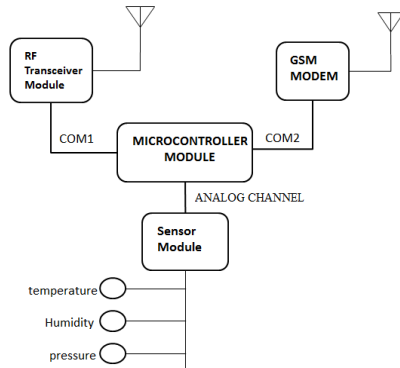 RF
Transceiver
Module
GSM
MODEM
COM1
MICROCONTROLLER
MODULE
COM2
ANALOG CHANNEL
Sensor
Module
temperature
Humidity
pressure